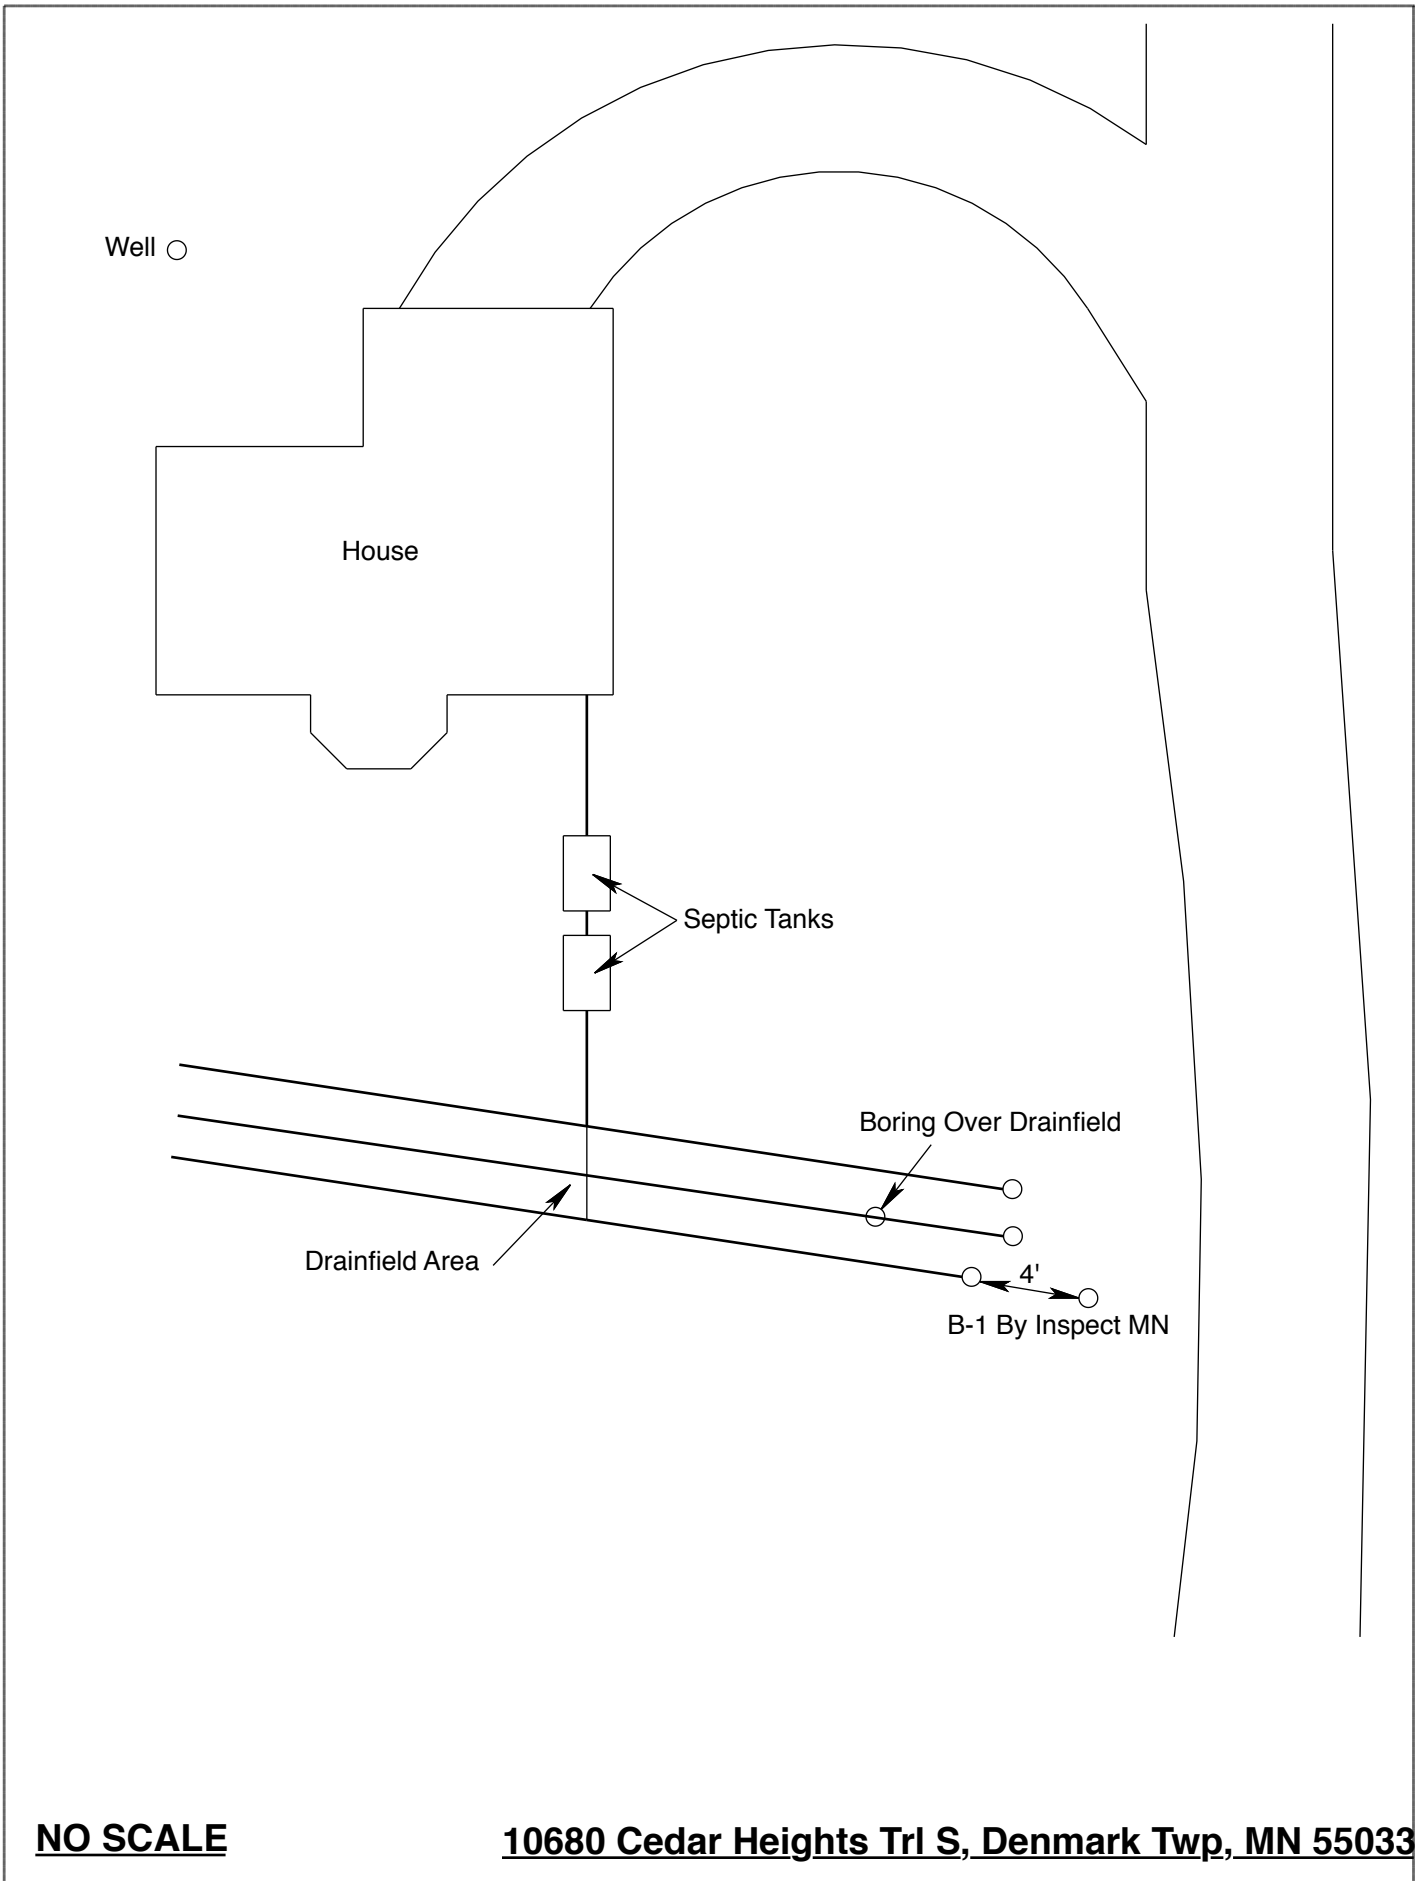 Well
House
Septic Tanks
Boring Over Drainfield
Drainfield Area
4'
B-1 By Inspect MN
NO SCALE
10680 Cedar Heights Trl S, Denmark Twp, MN 55033